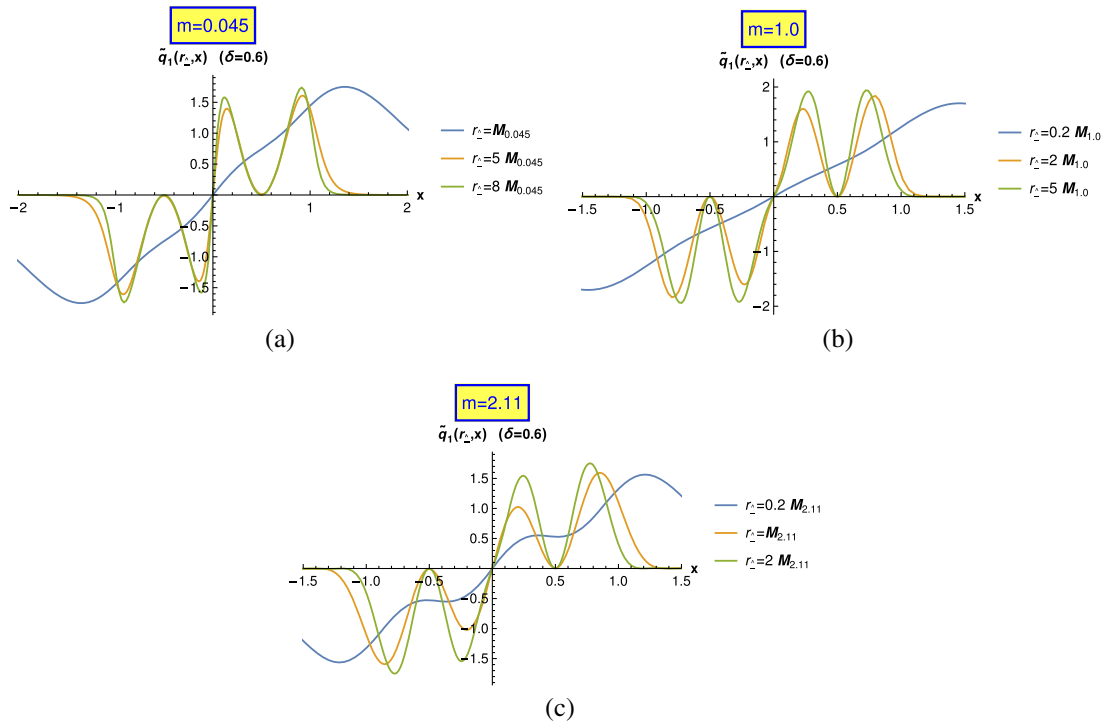 m=0.045
q̃₁(r₋̂,x) (δ=0.6)
1.5
1.0
0.5
−2 −1 1 2 x
−0.5
−1.0
−1.5
r₋̂=M₀.₀₄₅
r₋̂=5 M₀.₀₄₅
r₋̂=8 M₀.₀₄₅
(a)
m=1.0
q̃₁(r₋̂,x) (δ=0.6)
2
1
−1.5 −1.0 −0.5 0.5 1.0 1.5 x
−1
−2
r₋̂=0.2 M₁.₀
r₋̂=2 M₁.₀
r₋̂=5 M₁.₀
(b)
m=2.11
q̃₁(r₋̂,x) (δ=0.6)
1.5
1.0
0.5
−1.5 −1.0 −0.5 0.5 1.0 1.5 x
−0.5
−1.0
−1.5
r₋̂=0.2 M₂.₁₁
r₋̂=M₂.₁₁
r₋̂=2 M₂.₁₁
(c)